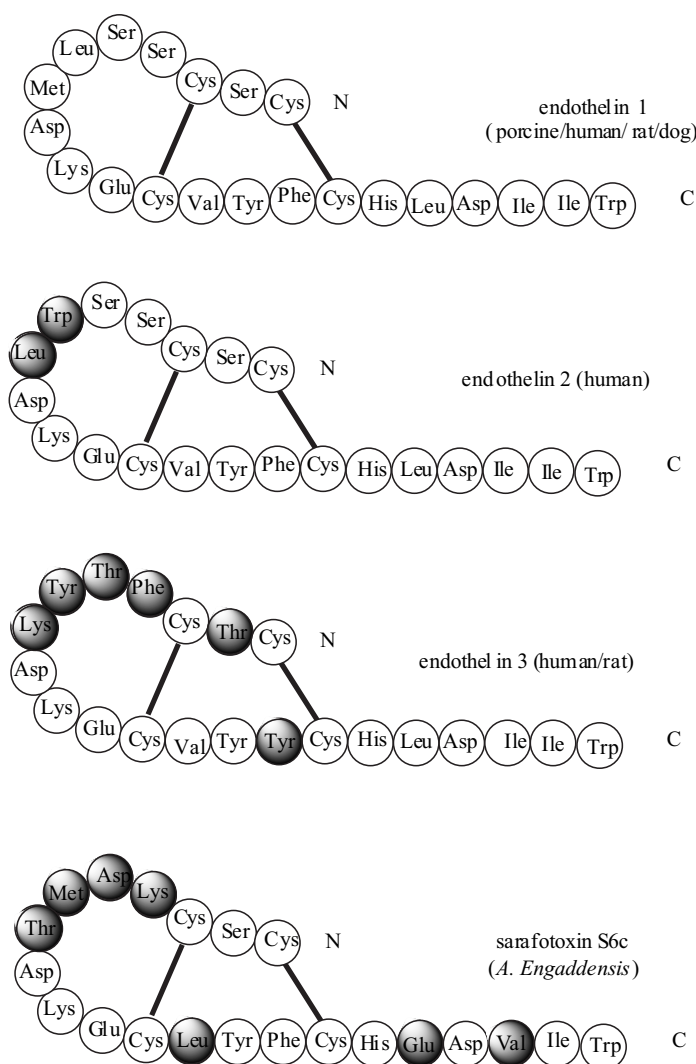 Leu Ser Ser Cys Ser Cys N
Met
Asp
Lys
Glu Cys Val Tyr Phe Cys His Leu Asp Ile Ile Trp C
endothelin 1
(porcine/human/ rat/dog)
Trp Ser Ser Cys Ser Cys N
Leu
Asp
Lys
Glu Cys Val Tyr Phe Cys His Leu Asp Ile Ile Trp C
endothelin 2 (human)
Tyr Thr Phe Cys Thr Cys N
Lys
Asp
Lys
Glu Cys Val Tyr Tyr Cys His Leu Asp Ile Ile Trp C
endothelin 3 (human/rat)
Met Asp Lys Cys Ser Cys N
Thr
Asp
Lys
Glu Cys Leu Tyr Phe Cys His Glu Asp Val Ile Trp C
sarafotoxin S6c
(A. Engaddensis)